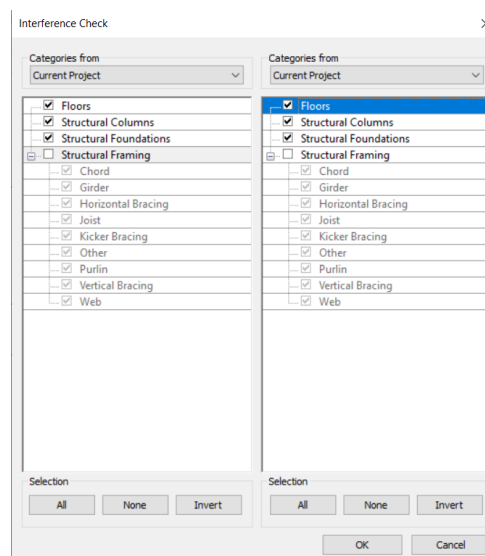 Interference Check
Categories from
Current Project
Floors
Structural Columns
Structural Foundations
Structural Framing
Chord
Girder
Horizontal Bracing
Joist
Kicker Bracing
Other
Purlin
Vertical Bracing
Web
Selection
All None Invert
Categories from
Current Project
Floors
Structural Columns
Structural Foundations
Structural Framing
Chord
Girder
Horizontal Bracing
Joist
Kicker Bracing
Other
Purlin
Vertical Bracing
Web
Selection
All None Invert
OK Cancel